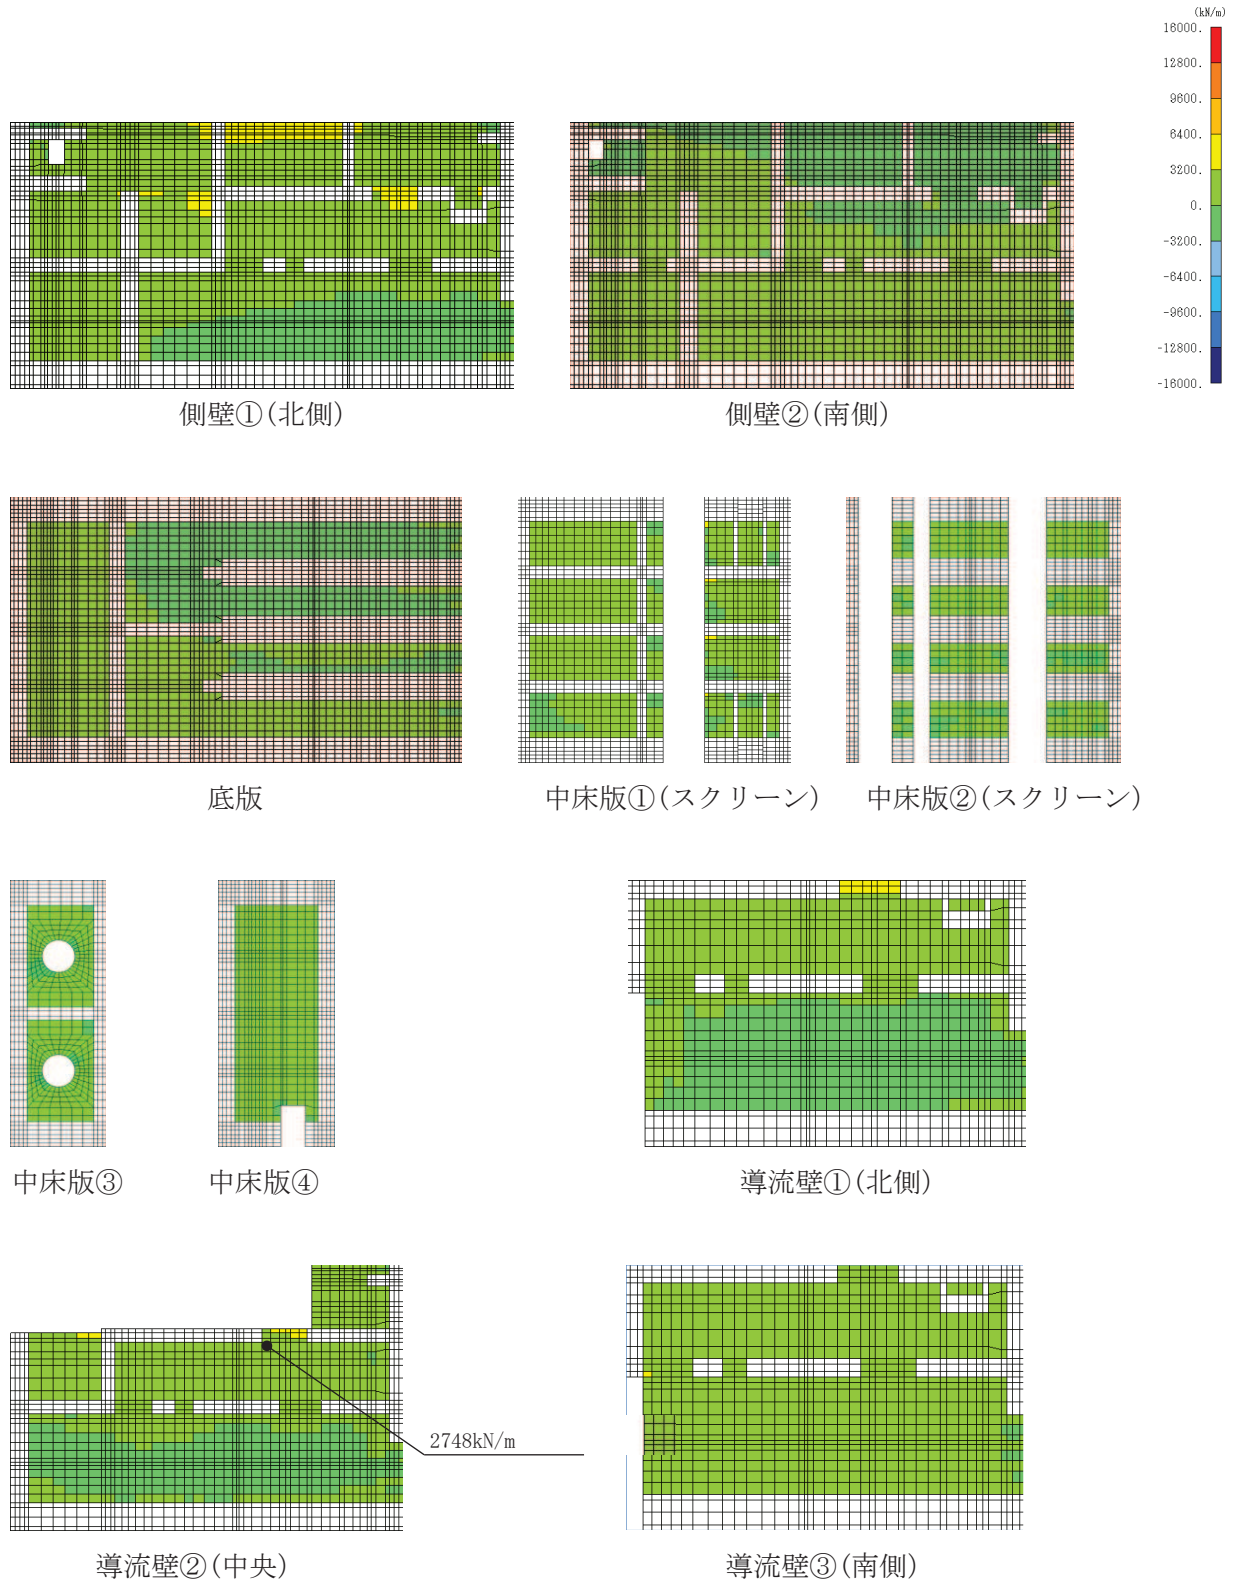 (kN/m)
16000.
12800.
9600.
6400.
3200.
0.
-3200.
-6400.
-9600.
-12800.
-16000.
側壁①(北側)
側壁②(南側)
底版
中床版①(スクリーン)
中床版②(スクリーン)
中床版③
中床版④
導流壁①(北側)
2748kN/m
導流壁②(中央)
導流壁③(南側)